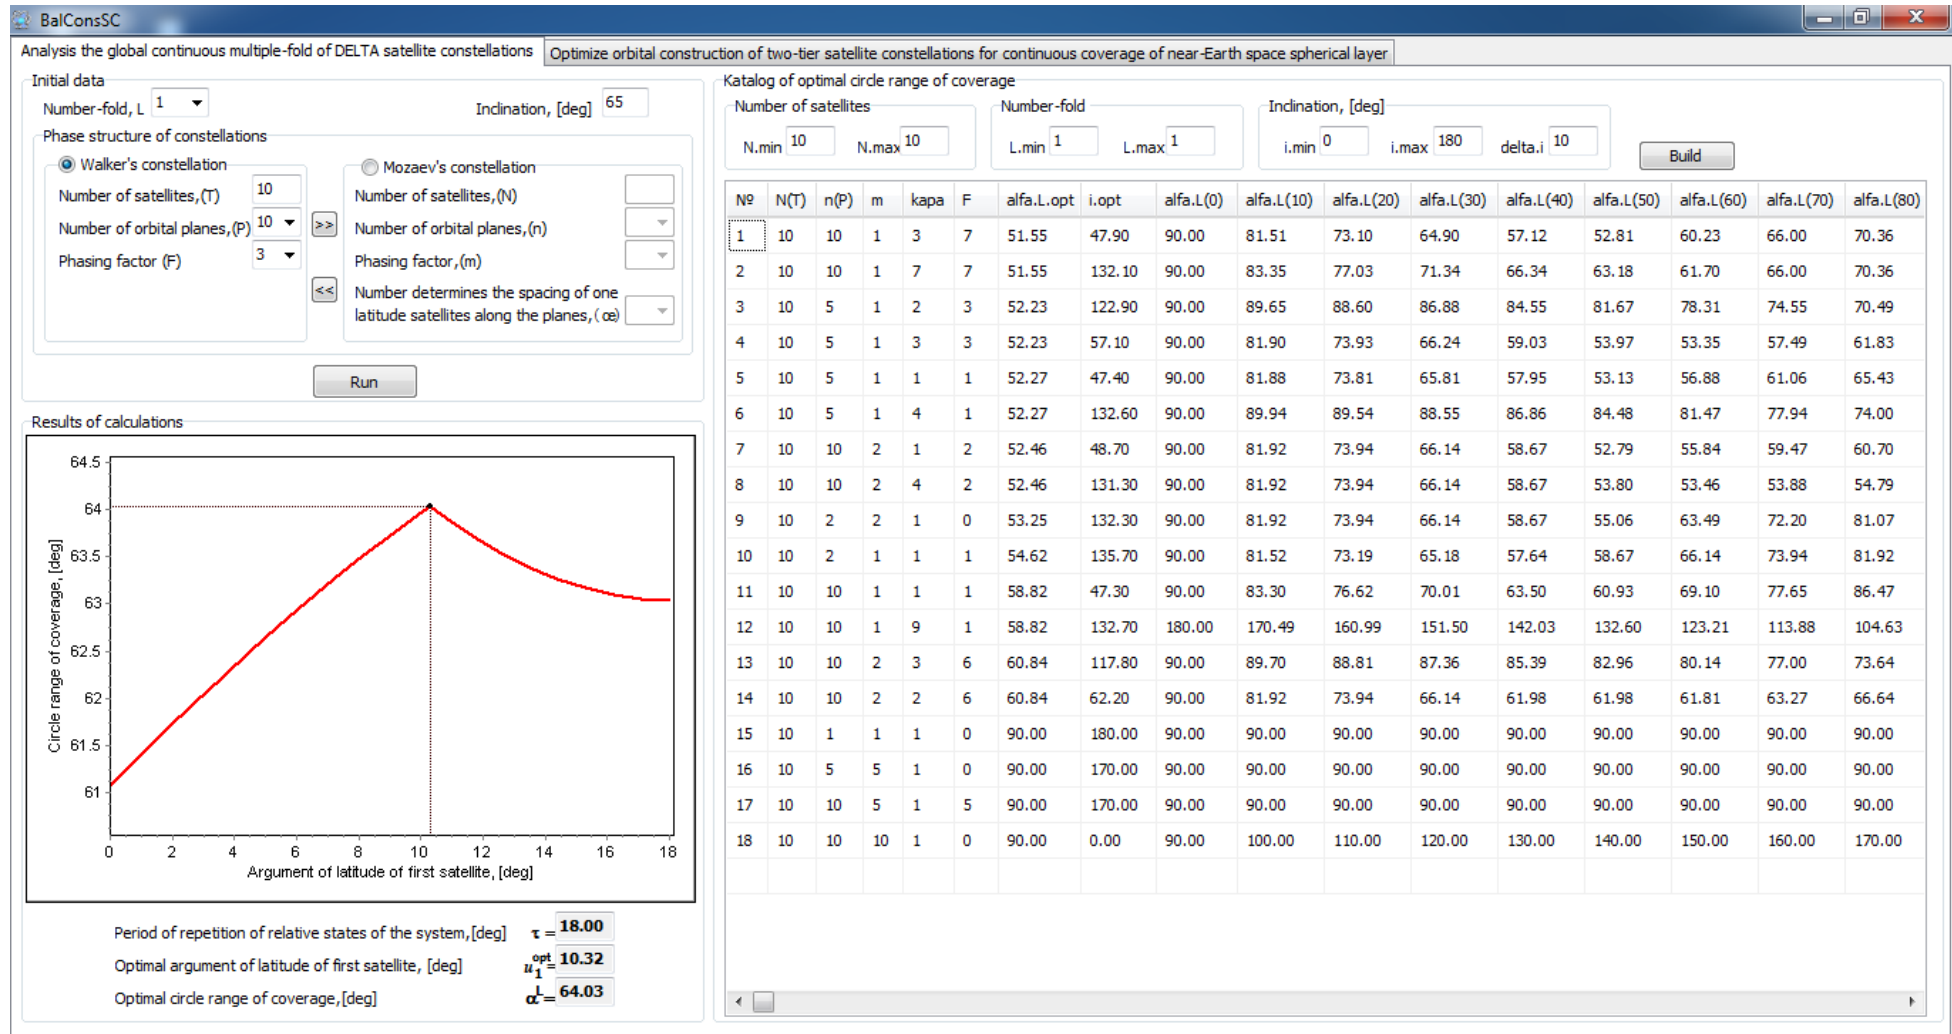 BalConsSC
Analysis the global continuous multiple-fold of DELTA satellite constellations
Optimize orbital construction of two-tier satellite constellations for continuous coverage of near-Earth space spherical layer
Initial data
Number-fold, L 1
Inclination, [deg] 65
Phase structure of constellations
Walker's constellation
Number of satellites,(T) 10
Number of orbital planes,(P) 10
Phasing factor (F) 3
>>
<<
Mozaev's constellation
Number of satellites,(N)
Number of orbital planes,(n)
Phasing factor,(m)
Number determines the spacing of one
latitude satellites along the planes,(œ)
Run
Results of calculations
64.5
64
63.5
63
62.5
62
61.5
61
Circle range of coverage, [deg]
0 2 4 6 8 10 12 14 16 18
Argument of latitude of first satellite, [deg]
Period of repetition of relative states of the system,[deg] τ = 18.00
Optimal argument of latitude of first satellite, [deg] u₁ᵒᵖᵗ= 10.32
Optimal circle range of coverage,[deg] αᴸ= 64.03
Katalog of optimal circle range of coverage
Number of satellites
N.min 10 N.max 10
Number-fold
L.min 1 L.max 1
Inclination, [deg]
i.min 0 i.max 180 delta.i 10
Build
Nº N(T) n(P) m kapa F alfa.L.opt i.opt alfa.L(0) alfa.L(10) alfa.L(20) alfa.L(30) alfa.L(40) alfa.L(50) alfa.L(60) alfa.L(70) alfa.L(80)
1 10 10 1 3 7 51.55 47.90 90.00 81.51 73.10 64.90 57.12 52.81 60.23 66.00 70.36
2 10 10 1 7 7 51.55 132.10 90.00 83.35 77.03 71.34 66.34 63.18 61.70 66.00 70.36
3 10 5 1 2 3 52.23 122.90 90.00 89.65 88.60 86.88 84.55 81.67 78.31 74.55 70.49
4 10 5 1 3 3 52.23 57.10 90.00 81.90 73.93 66.24 59.03 53.97 53.35 57.49 61.83
5 10 5 1 1 1 52.27 47.40 90.00 81.88 73.81 65.81 57.95 53.13 56.88 61.06 65.43
6 10 5 1 4 1 52.27 132.60 90.00 89.94 89.54 88.55 86.86 84.48 81.47 77.94 74.00
7 10 10 2 1 2 52.46 48.70 90.00 81.92 73.94 66.14 58.67 52.79 55.84 59.47 60.70
8 10 10 2 4 2 52.46 131.30 90.00 81.92 73.94 66.14 58.67 53.80 53.46 53.88 54.79
9 10 2 2 1 0 53.25 132.30 90.00 81.92 73.94 66.14 58.67 55.06 63.49 72.20 81.07
10 10 2 1 1 1 54.62 135.70 90.00 81.52 73.19 65.18 57.64 58.67 66.14 73.94 81.92
11 10 10 1 1 1 58.82 47.30 90.00 83.30 76.62 70.01 63.50 60.93 69.10 77.65 86.47
12 10 10 1 9 1 58.82 132.70 180.00 170.49 160.99 151.50 142.03 132.60 123.21 113.88 104.63
13 10 10 2 3 6 60.84 117.80 90.00 89.70 88.81 87.36 85.39 82.96 80.14 77.00 73.64
14 10 10 2 2 6 60.84 62.20 90.00 81.92 73.94 66.14 61.98 61.98 61.81 63.27 66.64
15 10 1 1 1 0 90.00 180.00 90.00 90.00 90.00 90.00 90.00 90.00 90.00 90.00 90.00
16 10 5 5 1 0 90.00 170.00 90.00 90.00 90.00 90.00 90.00 90.00 90.00 90.00 90.00
17 10 10 5 1 5 90.00 170.00 90.00 90.00 90.00 90.00 90.00 90.00 90.00 90.00 90.00
18 10 10 10 1 0 90.00 0.00 90.00 100.00 110.00 120.00 130.00 140.00 150.00 160.00 170.00